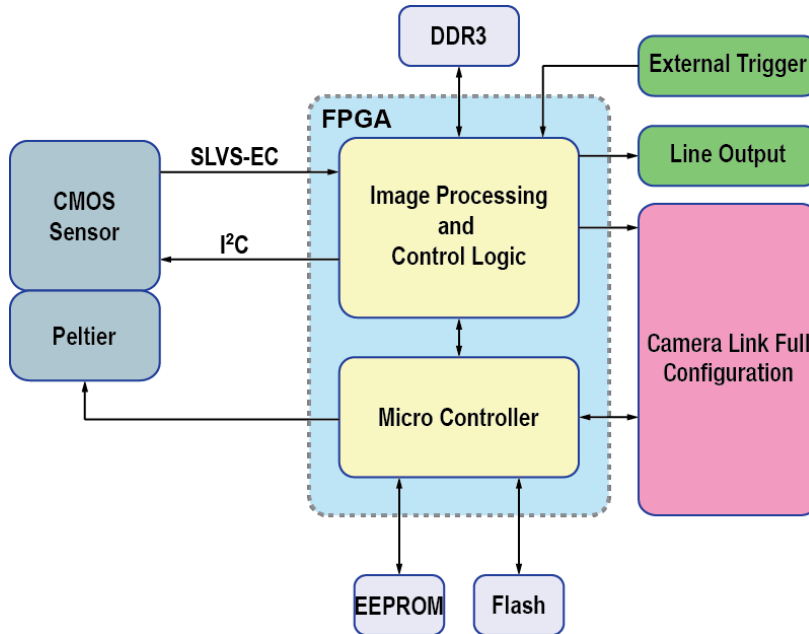 DDR3
External Trigger
FPGA
Line Output
SLVS-EC
CMOS
Sensor
Image Processing
and
Control Logic
I²C
Peltier
Camera Link Full
Configuration
Micro Controller
EEPROM
Flash